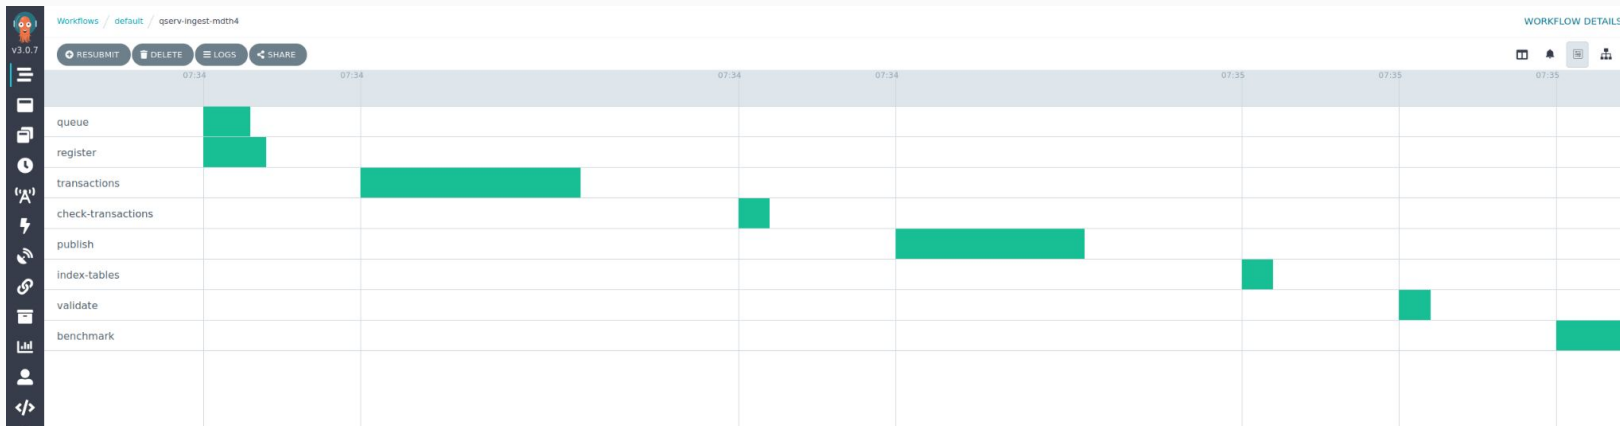 Workflows / default / qserv-ingest-mdth4
WORKFLOW DETAILS
v3.0.7
RESUBMIT DELETE LOGS SHARE
07:34 07:34 07:34 07:34 07:35 07:35 07:35
queue
register
transactions
check-transactions
publish
index-tables
validate
benchmark